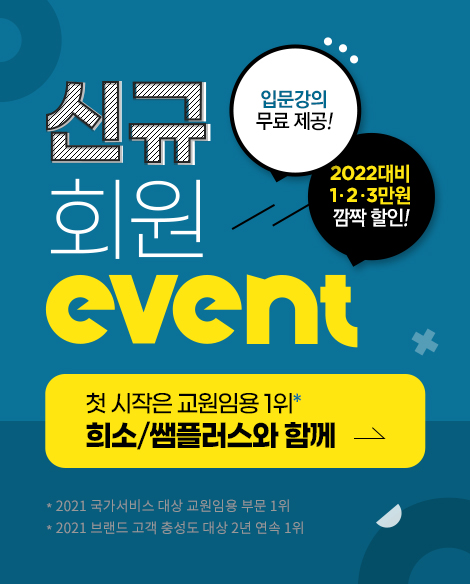 신규
회원
event
입문강의
무료 제공!
2022대비
1·2·3만원
깜짝 할인!
첫 시작은 교원임용 1위*
희소/쌤플러스와 함께
* 2021 국가서비스 대상 교원임용 부문 1위
* 2021 브랜드 고객 충성도 대상 2년 연속 1위